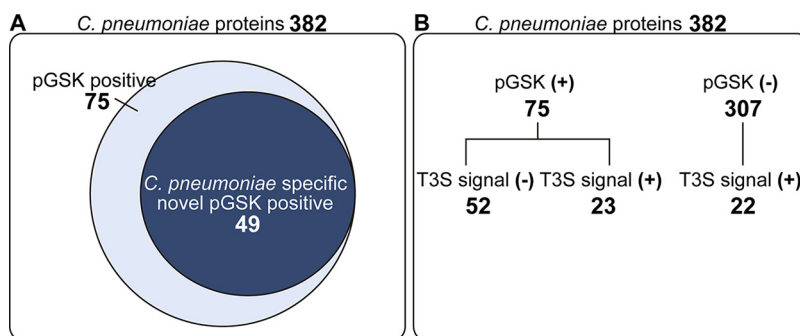 A C. pneumoniae proteins 382
pGSK positive
75
C. pneumoniae specific
novel pGSK positive
49
B C. pneumoniae proteins 382
pGSK (+)
75
pGSK (-)
307
T3S signal (-)
52
T3S signal (+)
23
T3S signal (+)
22